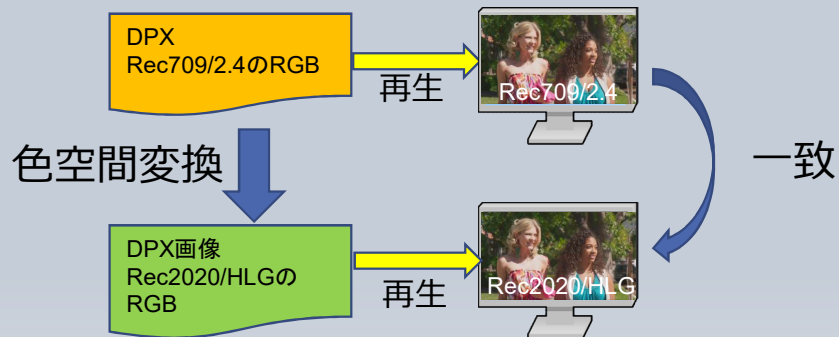 DPX
Rec709/2.4のRGB
再生
Rec709/2.4
色空間変換
一致
DPX画像
Rec2020/HLGの
RGB
再生
Rec2020/HLG